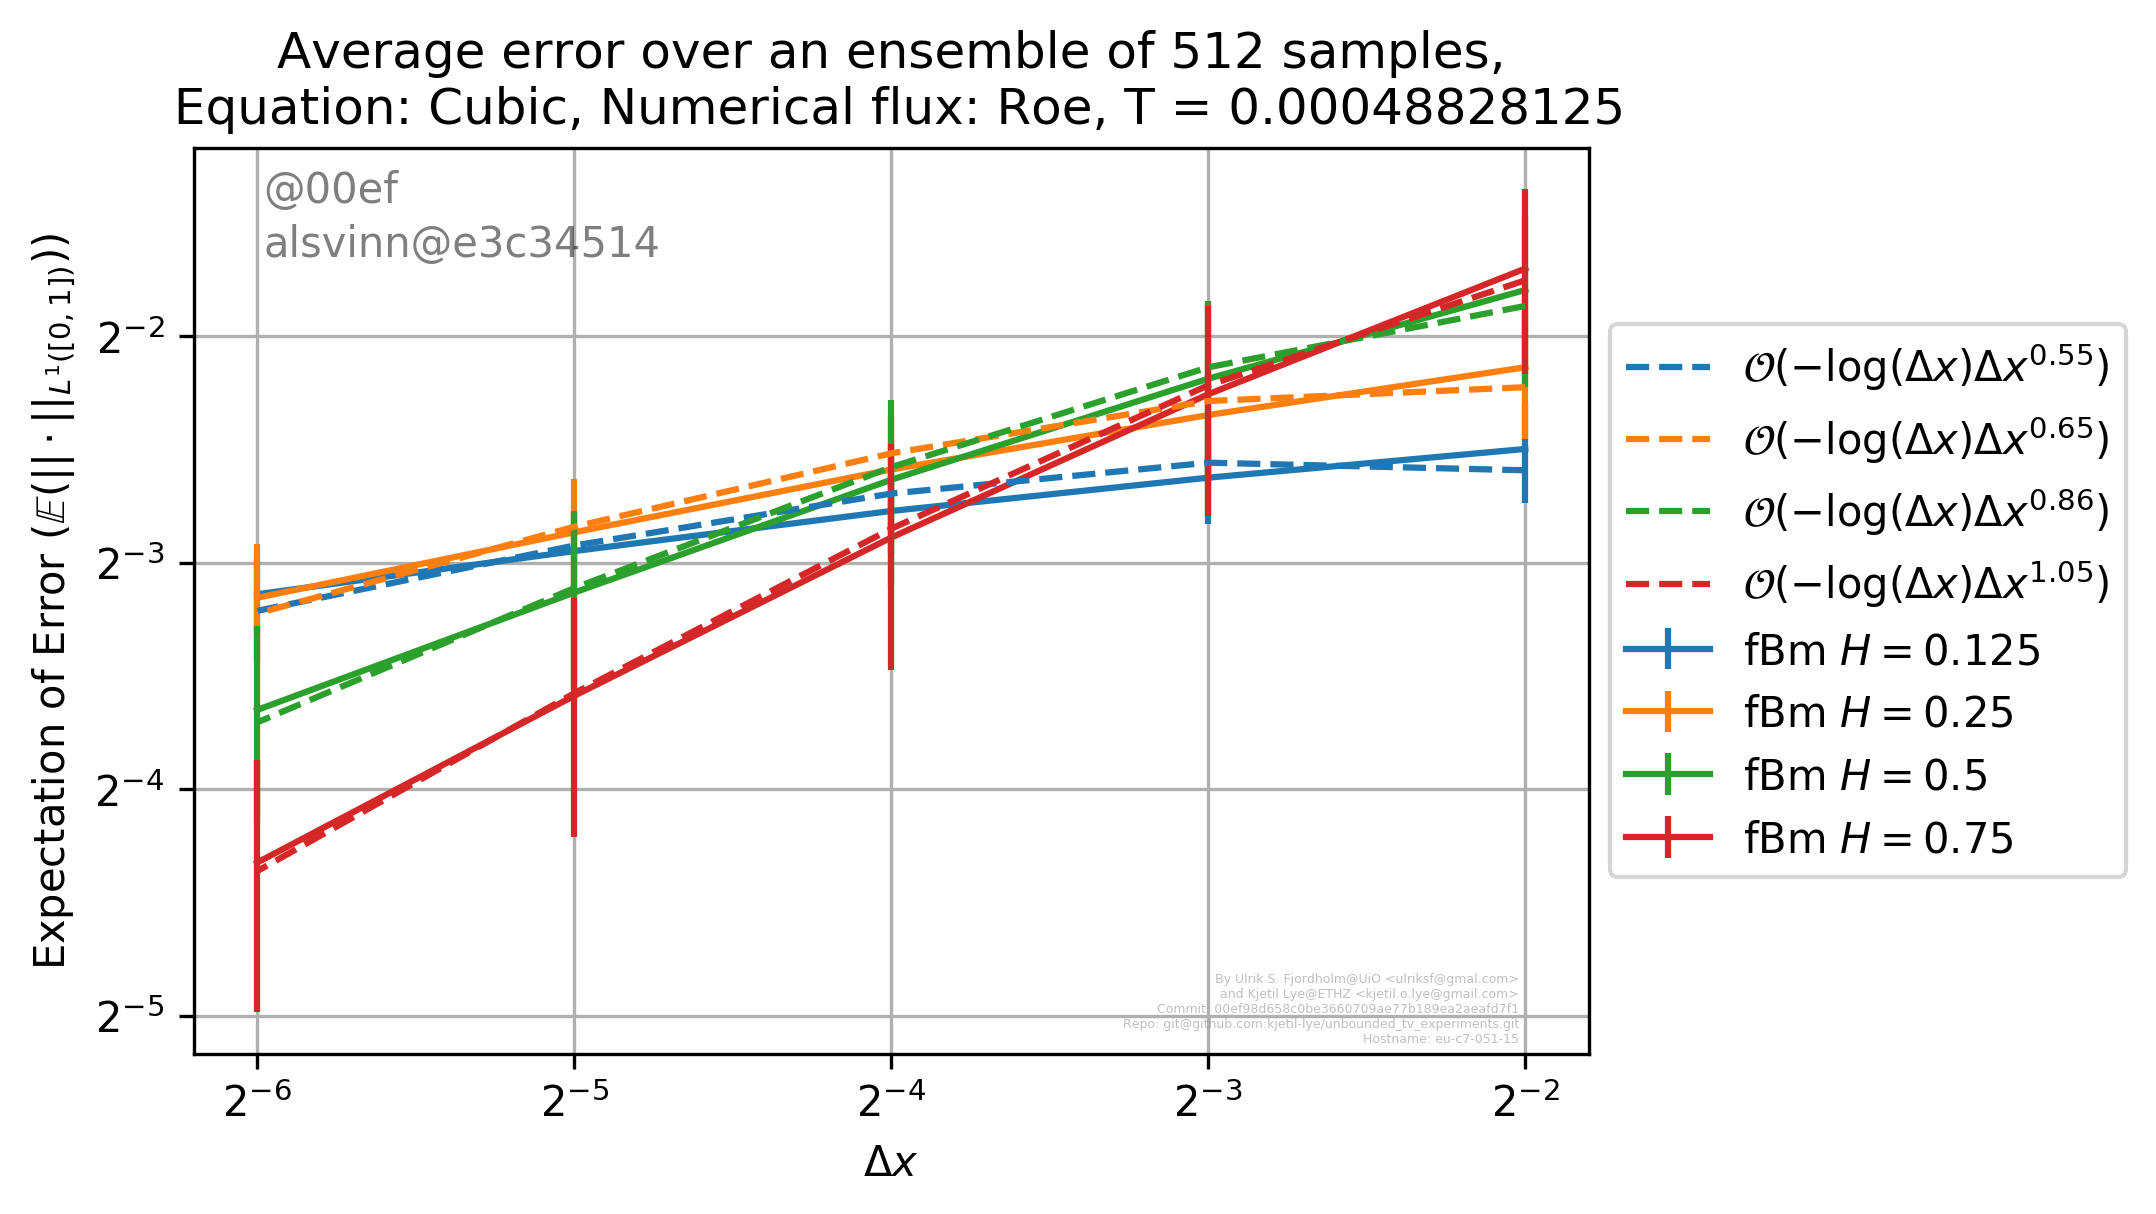 Average error over an ensemble of 512 samples,
Equation: Cubic, Numerical flux: Roe, T = 0.00048828125
@00ef
alsvinn@e3c34514
Expectation of Error (𝔼(||·||_{L^1([0,1])}))
2^{-2}
2^{-3}
2^{-4}
2^{-5}
2^{-6}
2^{-5}
2^{-4}
2^{-3}
2^{-2}
Δx
𝒪(−log(Δx)Δx^{0.55})
𝒪(−log(Δx)Δx^{0.65})
𝒪(−log(Δx)Δx^{0.86})
𝒪(−log(Δx)Δx^{1.05})
fBm H = 0.125
fBm H = 0.25
fBm H = 0.5
fBm H = 0.75
By Ulrik S. Fjordholm@UiO <ulriksf@gmal.com>
and Kjetil Lye@ETHZ <kjetil.o.lye@gmail.com>
Commit: 00ef98d658c0be3660709ae77b189ea2aeafd7f1
Repo: git@github.com:kjetil-lye/unbounded_tv_experiments.git
Hostname: eu-c7-051-15